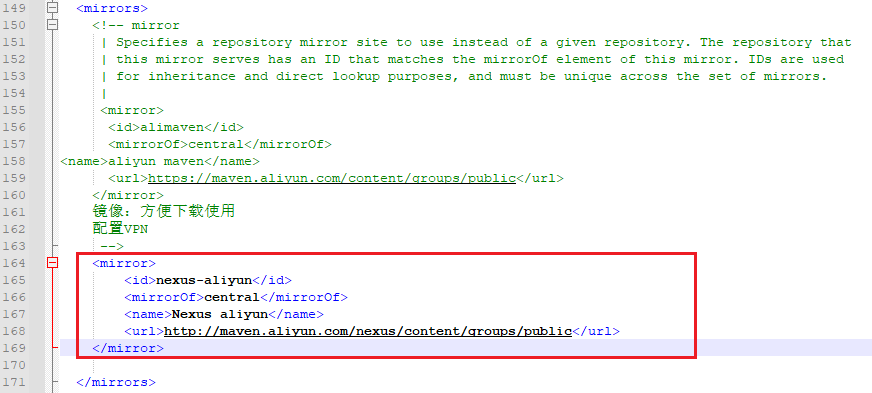 149 <mirrors>
150 <!-- mirror
151 | Specifies a repository mirror site to use instead of a given repository. The repository that
152 | this mirror serves has an ID that matches the mirrorOf element of this mirror. IDs are used
153 | for inheritance and direct lookup purposes, and must be unique across the set of mirrors.
154 |
155 <mirror>
156 <id>alimaven</id>
157 <mirrorOf>central</mirrorOf>
158 <name>aliyun maven</name>
159 <url>https://maven.aliyun.com/content/groups/public</url>
160 </mirror>
161 镜像：方便下载使用
162 配置VPN
163 -->
164 <mirror>
165 <id>nexus-aliyun</id>
166 <mirrorOf>central</mirrorOf>
167 <name>Nexus aliyun</name>
168 <url>http://maven.aliyun.com/nexus/content/groups/public</url>
169 </mirror>
170
171 </mirrors>